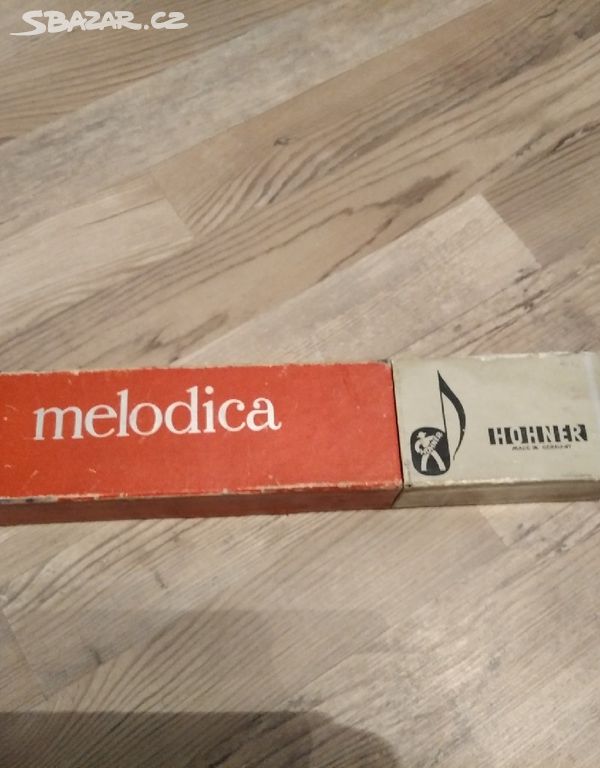 SBAZAR.CZ
melodica
HOHNER
MADE IN GERMANY